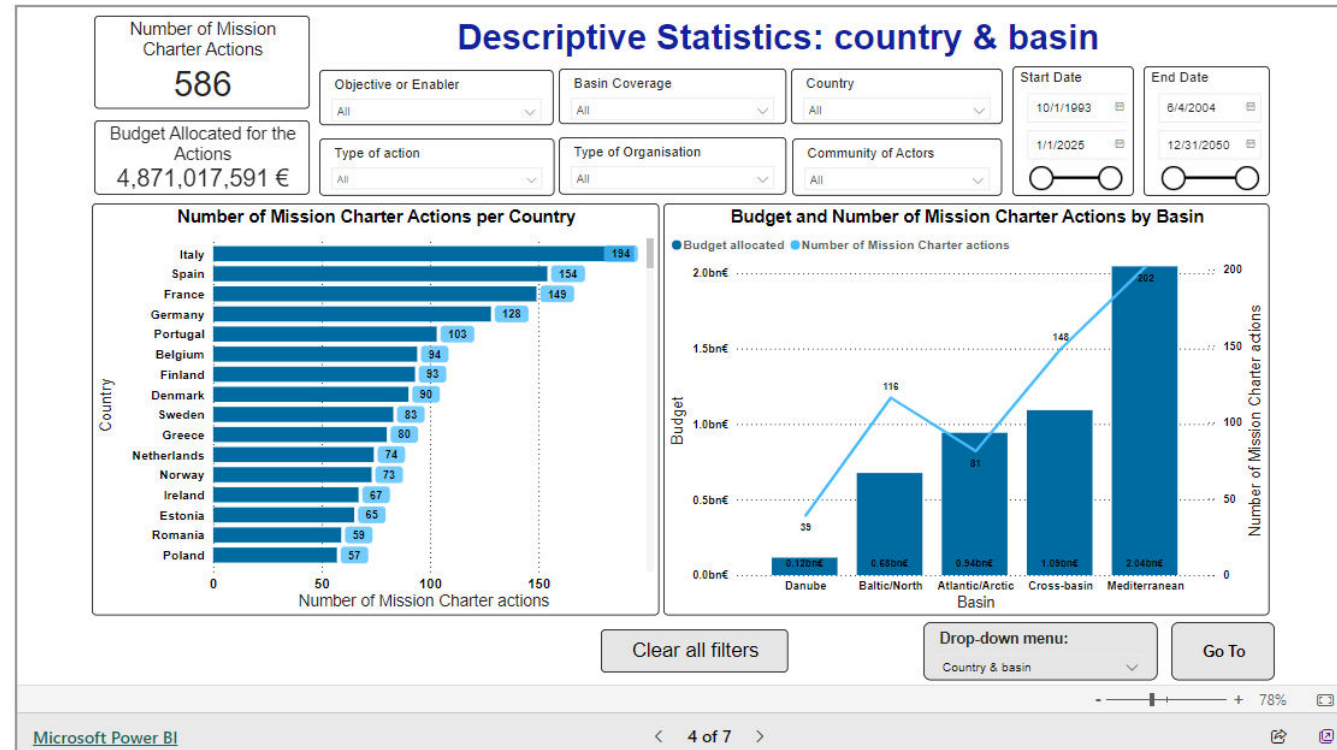 Number of Mission
Charter Actions
586
Budget Allocated for the
Actions
4,871,017,591 €
Descriptive Statistics: country & basin
Objective or Enabler
All
Basin Coverage
All
Country
All
Type of action
All
Type of Organisation
All
Community of Actors
All
Start Date
10/1/1993
1/1/2025
End Date
6/4/2004
12/31/2050
Number of Mission Charter Actions per Country
Country
Italy 194
Spain 154
France 149
Germany 128
Portugal 103
Belgium 94
Finland 93
Denmark 90
Sweden 83
Greece 80
Netherlands 74
Norway 73
Ireland 67
Estonia 65
Romania 59
Poland 57
0 50 100 150
Number of Mission Charter actions
Budget and Number of Mission Charter Actions by Basin
Budget allocated Number of Mission Charter actions
Budget
2.0bn€
1.5bn€
1.0bn€
0.5bn€
0.0bn€
39 116 81 148 202
0.12bn€ 0.68bn€ 0.94bn€ 1.09bn€ 2.04bn€
200
150
100
50
0
Number of Mission Charter actions
Danube Baltic/North Atlantic/Arctic Cross-basin Mediterranean
Basin
Clear all filters
Drop-down menu:
Country & basin
Go To
- + 78%
Microsoft Power BI
< 4 of 7 >